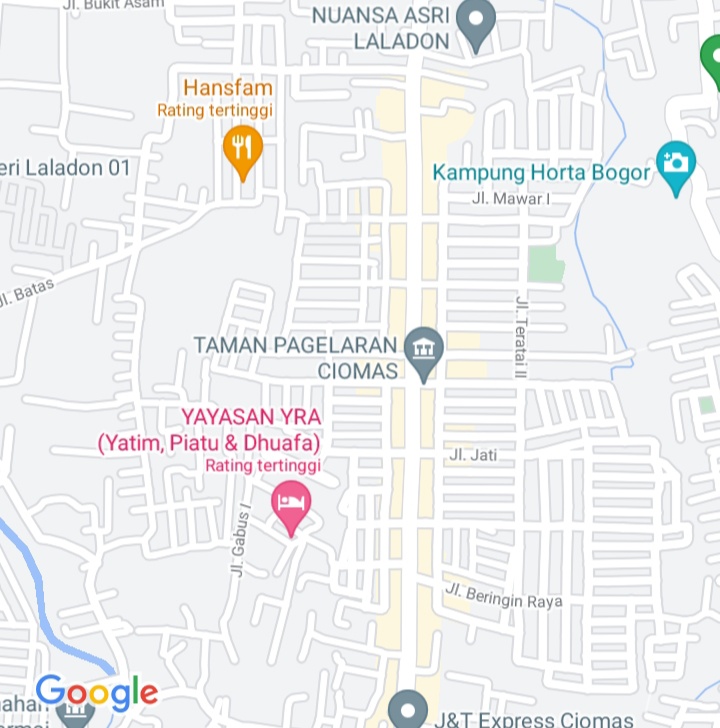 Jl. Bukit Asam
NUANSA ASRI
LALADON
Hansfam
Rating tertinggi
eri Laladon 01
Kampung Horta Bogor
Jl. Mawar I
Jl. Batas
Jl. Teratai II
TAMAN PAGELARAN
CIOMAS
YAYASAN YRA
(Yatim, Piatu & Dhuafa)
Rating tertinggi
Jl. Jati
Jl. Gabus I
Jl. Beringin Raya
Google
J&T Express Ciomas